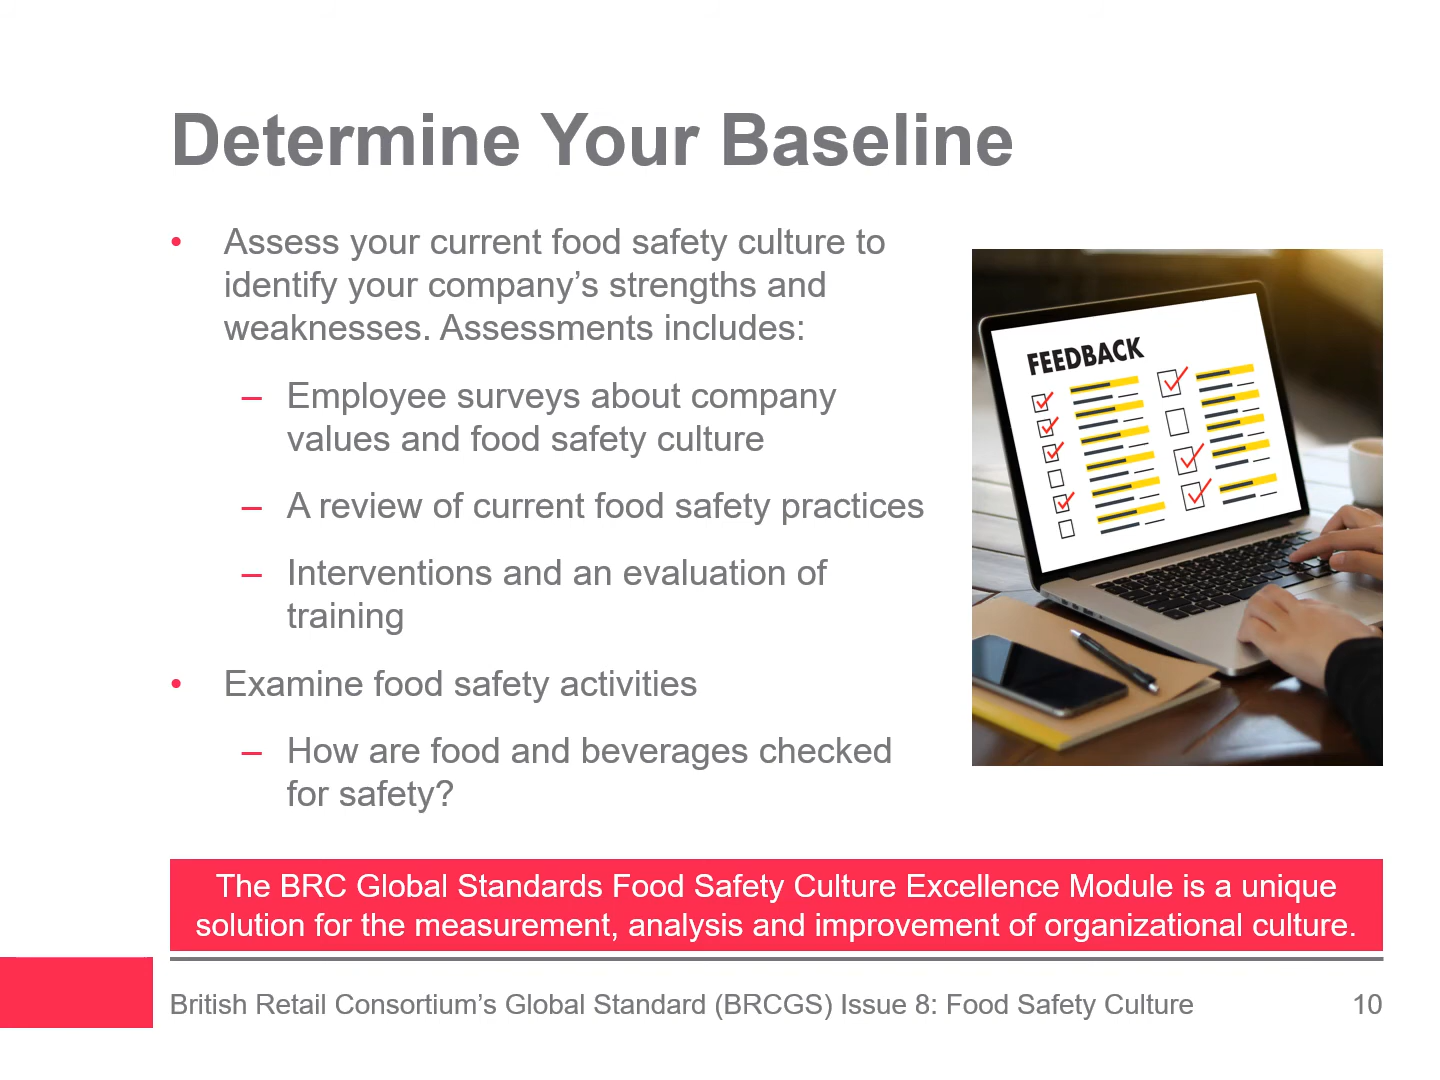 Determine Your Baseline
• Assess your current food safety culture to
identify your company’s strengths and
weaknesses. Assessments includes:
– Employee surveys about company
values and food safety culture
– A review of current food safety practices
– Interventions and an evaluation of
training
• Examine food safety activities
– How are food and beverages checked
for safety?
FEEDBACK
The BRC Global Standards Food Safety Culture Excellence Module is a unique
solution for the measurement, analysis and improvement of organizational culture.
British Retail Consortium’s Global Standard (BRCGS) Issue 8: Food Safety Culture
10